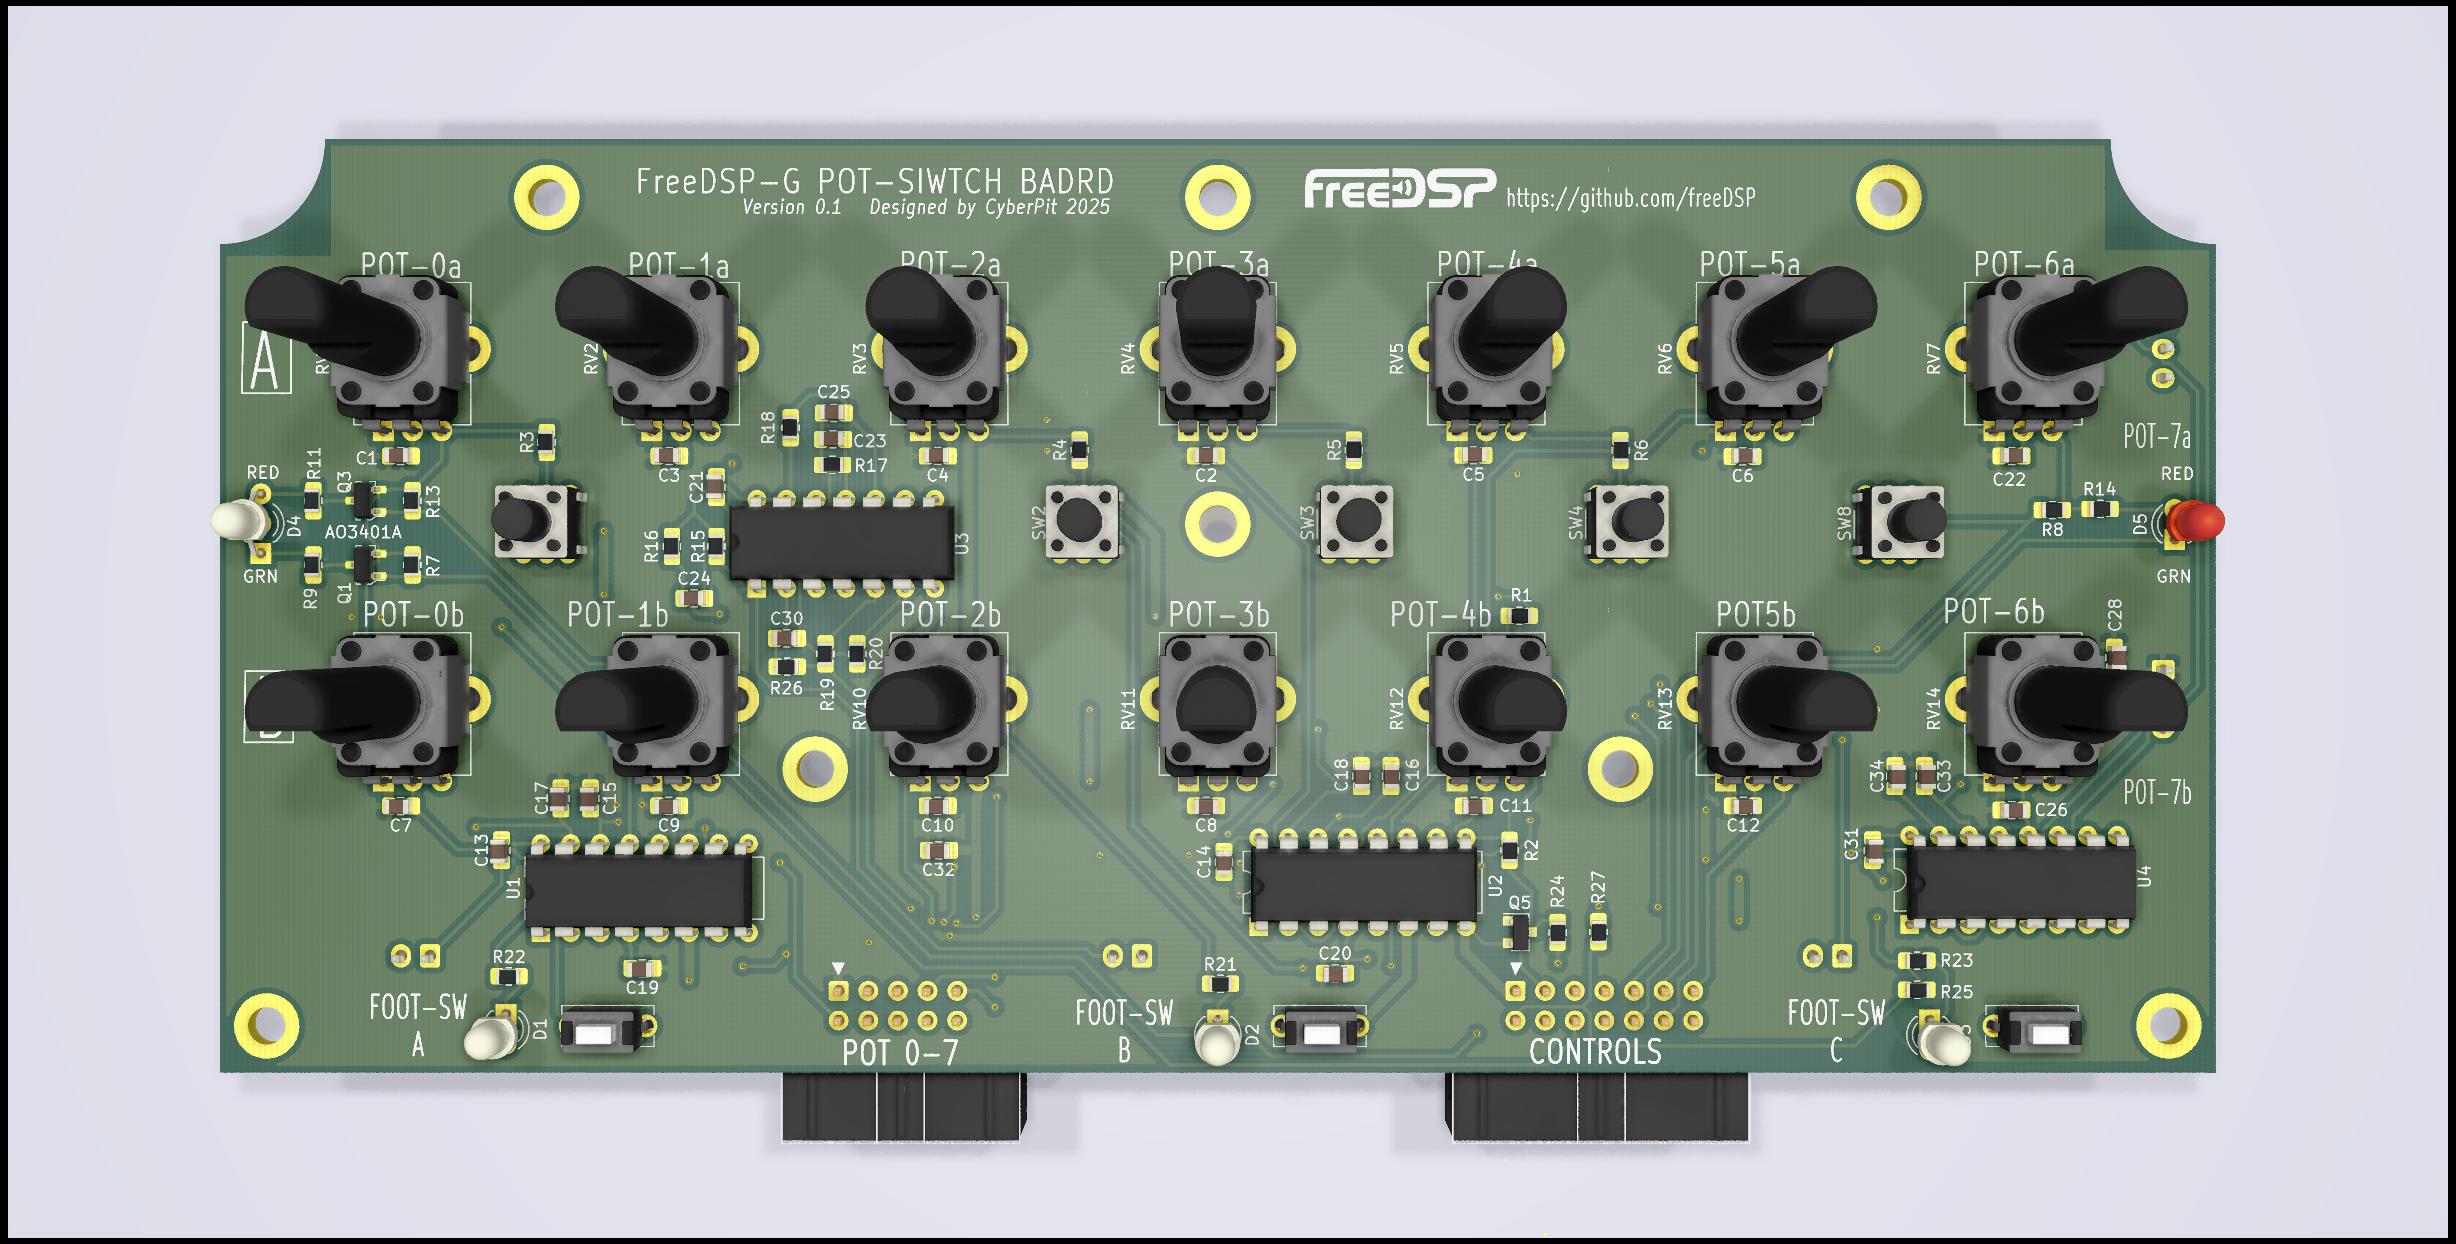 FreeDSP-G POT-SIWTCH BADRD
Version 0.1 Designed by CyberPit 2025
freeDSP https://github.com/freeDSP
POT-0a POT-1a POT-2a POT-3a POT-4a POT-5a POT-6a
A
RV2 RV3 RV4 RV5 RV6 RV7
C25
R18 C23
R17
R3 R4 R5 R6
POT-7a
C1 C3 C4 C2 C5 C6 C22
RED R11 Q3 R13 C21 R14 RED
D4 AO3401A R16 R15 U3 SW2 SW3 SW4 SW8 R8 D5
GRN R9 Q1 R7 C24 GRN
R1
POT-0b POT-1b POT-2b POT-3b POT-4b POT5b POT-6b C28
C30
R26 R19 R20
RV10 RV11 RV12 RV13 RV14
C17 C15 C18 C16 C34 C33 POT-7b
C7 C9 C10 C8 C11 C12 C26
C13 C32 C14 R2 C31
U1 U2 U4
Q5 R24 R27
R22 C19 R21 C20 R23
R25
FOOT-SW A D1
POT 0-7
FOOT-SW B D2
CONTROLS
FOOT-SW C